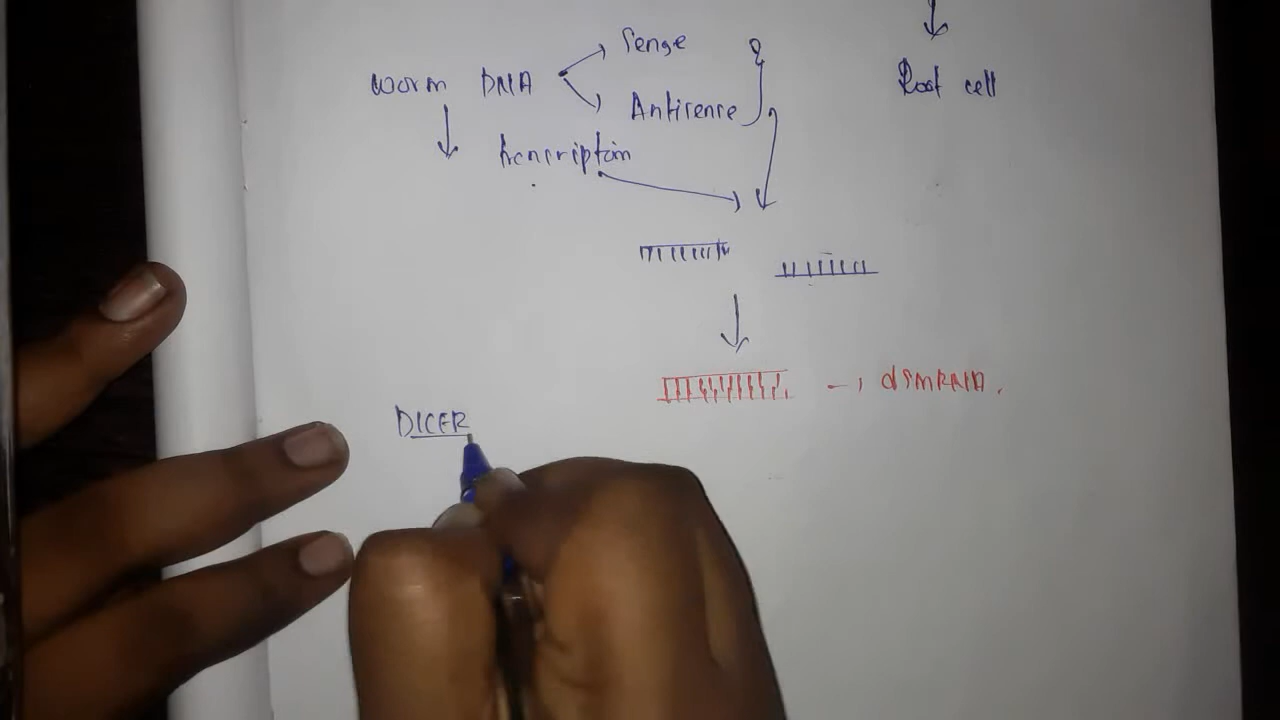 Sense
Worm DNA
Root cell
Antisense
transcription
dsmRNA.
DICER